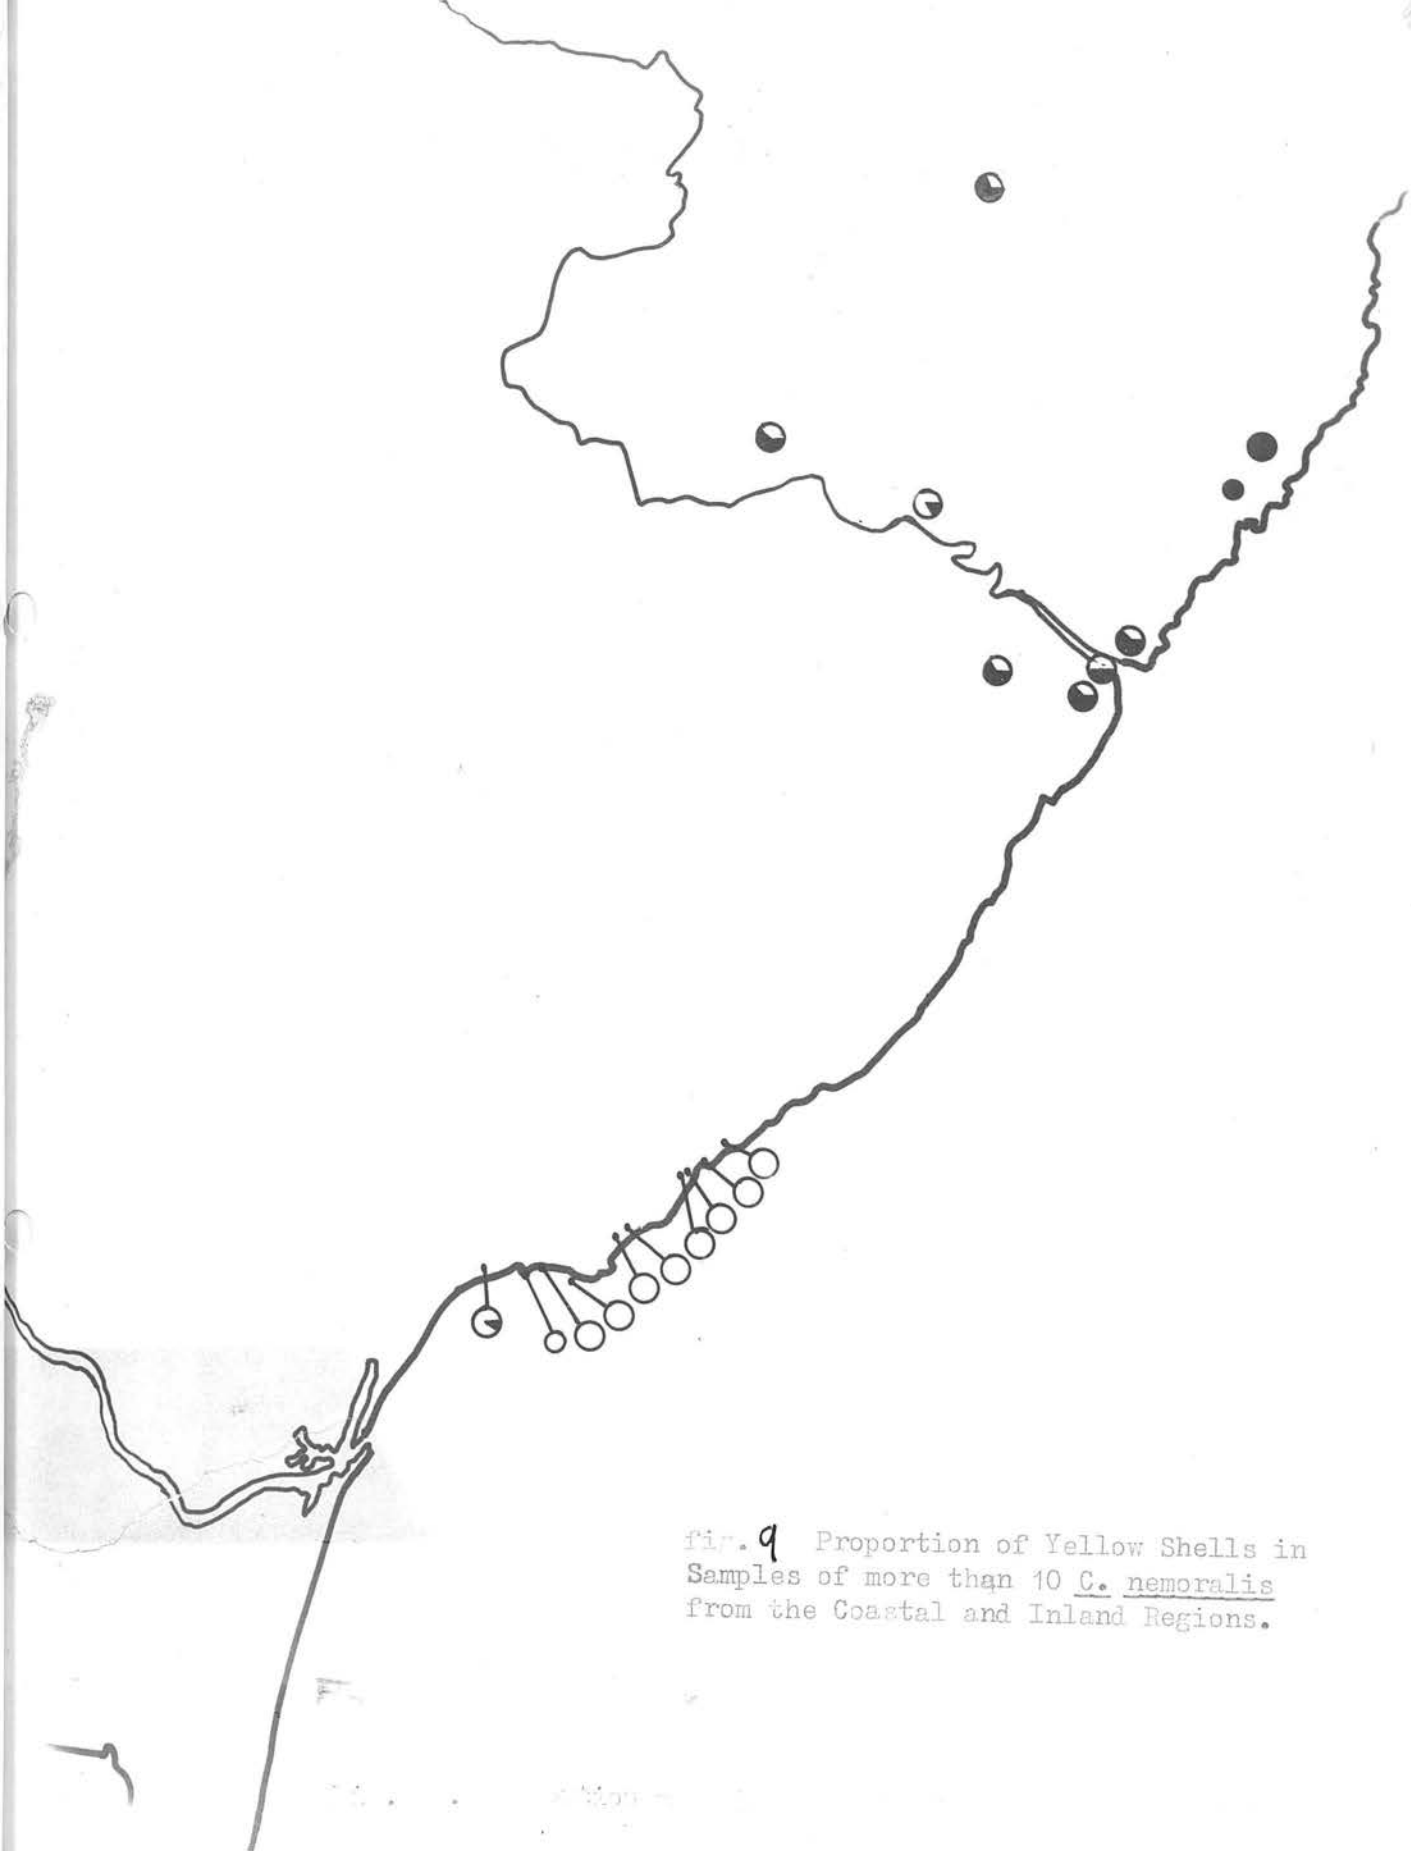 fig. 9 Proportion of Yellow Shells in
Samples of more than 10 C. nemoralis
from the Coastal and Inland Regions.